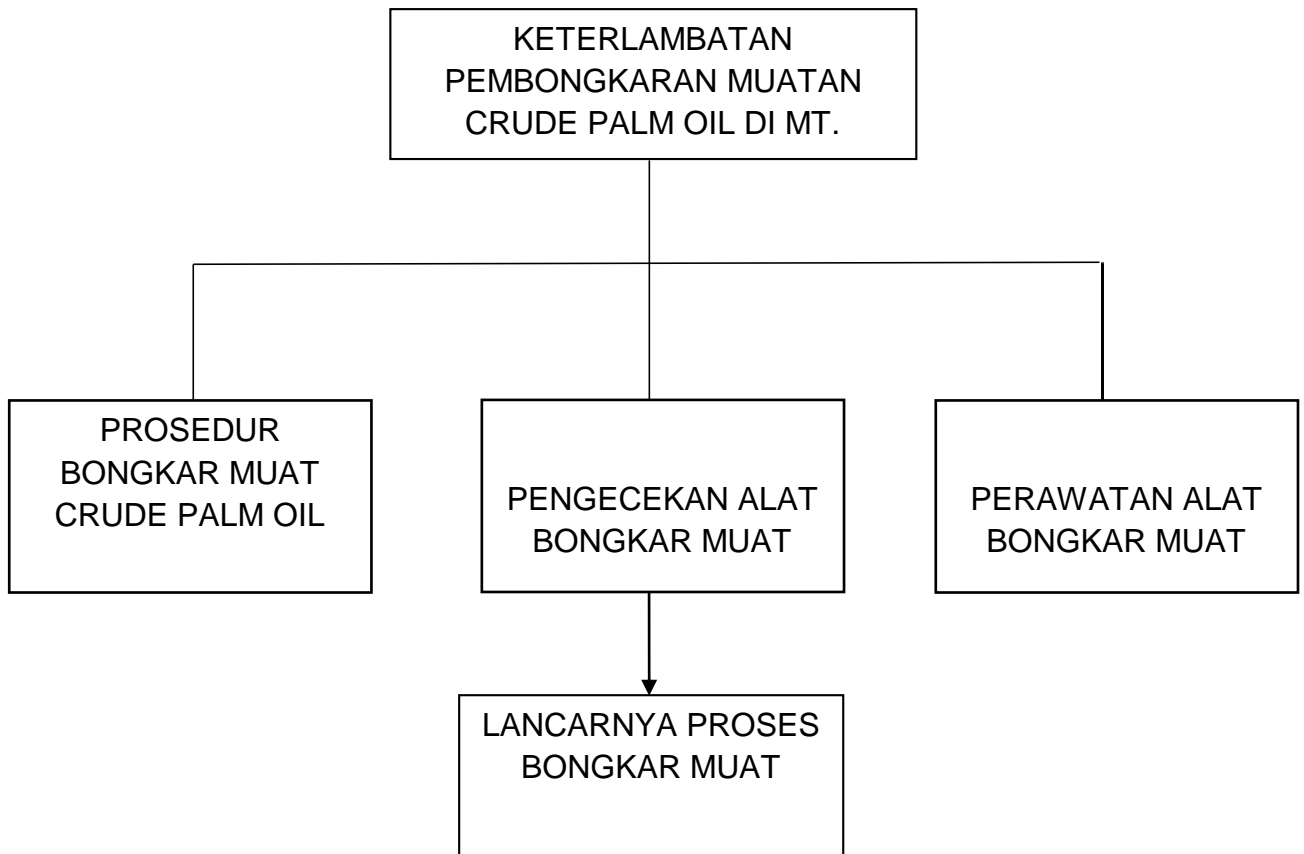 KETERLAMBATAN
PEMBONGKARAN MUATAN
CRUDE PALM OIL DI MT.
PROSEDUR
BONGKAR MUAT
CRUDE PALM OIL
PENGECEKAN ALAT
BONGKAR MUAT
PERAWATAN ALAT
BONGKAR MUAT
LANCARNYA PROSES
BONGKAR MUAT